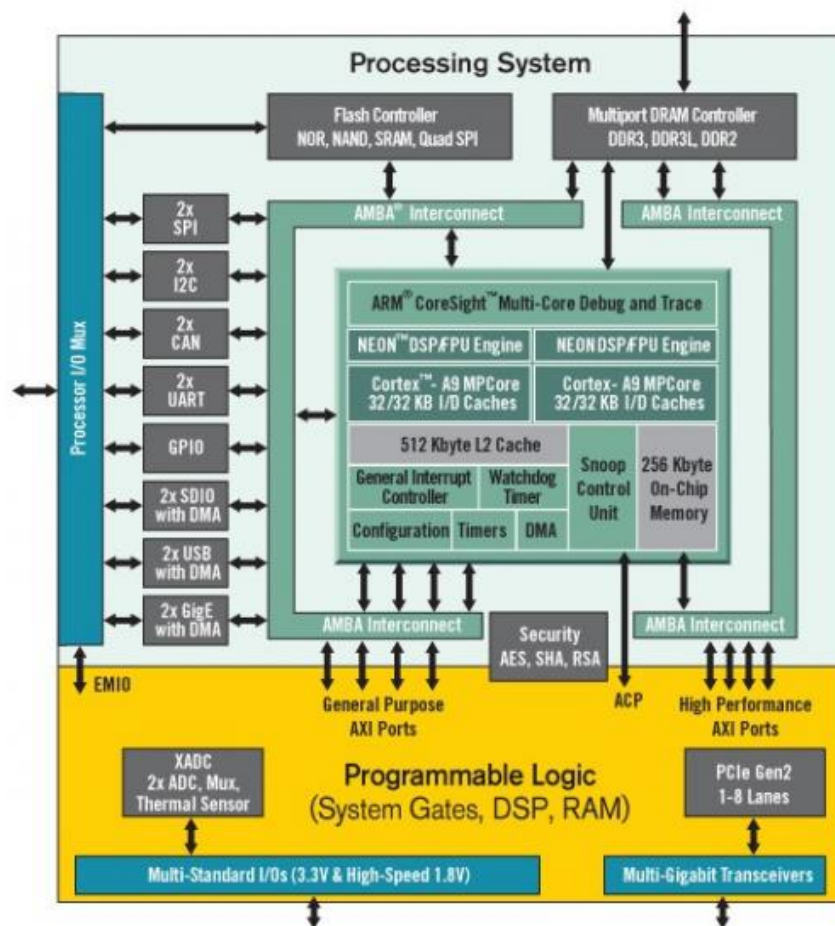 Processing System
Flash Controller
NOR, NAND, SRAM, Quad SPI
Multiport DRAM Controller
DDR3, DDR3L, DDR2
AMBA® Interconnect
AMBA Interconnect
Processor I/O Mux
2x
SPI
2x
I2C
2x
CAN
2x
UART
GPIO
2x SDIO
with DMA
2x USB
with DMA
2x GigE
with DMA
ARM® CoreSight™ Multi-Core Debug and Trace
NEON™ DSP/FPU Engine
NEON DSP/FPU Engine
Cortex™- A9 MPCore
32/32 KB I/D Caches
Cortex- A9 MPCore
32/32 KB I/D Caches
512 Kbyte L2 Cache
General Interrupt
Controller
Watchdog
Timer
Configuration
Timers
DMA
Snoop
Control
Unit
256 Kbyte
On-Chip
Memory
AMBA Interconnect
Security
AES, SHA, RSA
AMBA Interconnect
EMIO
General Purpose
AXI Ports
ACP
High Performance
AXI Ports
XADC
2x ADC, Mux,
Thermal Sensor
Programmable Logic
(System Gates, DSP, RAM)
PCIe Gen2
1-8 Lanes
Multi-Standard I/Os (3.3V & High-Speed 1.8V)
Multi-Gigabit Transceivers